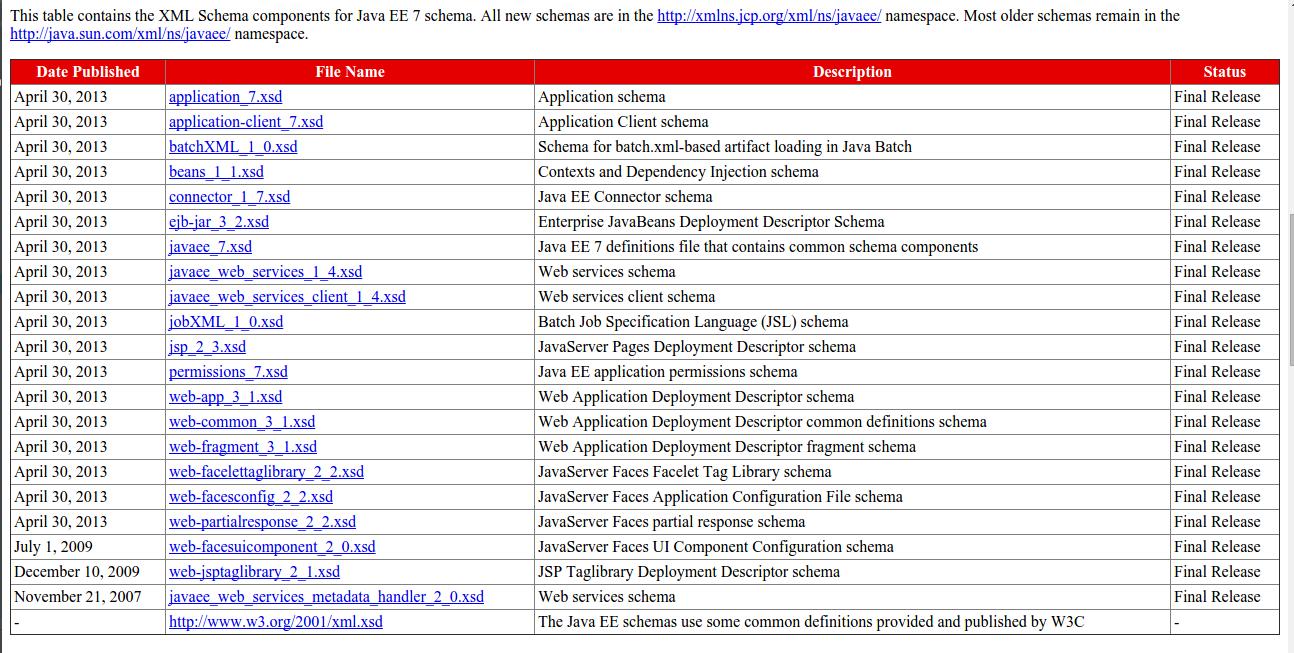 This table contains the XML Schema components for Java EE 7 schema. All new schemas are in the http://xmlns.jcp.org/xml/ns/javaee/ namespace. Most older schemas remain in the
http://java.sun.com/xml/ns/javaee/ namespace.
Date Published File Name Description Status
April 30, 2013 application_7.xsd Application schema Final Release
April 30, 2013 application-client_7.xsd Application Client schema Final Release
April 30, 2013 batchXML_1_0.xsd Schema for batch.xml-based artifact loading in Java Batch Final Release
April 30, 2013 beans_1_1.xsd Contexts and Dependency Injection schema Final Release
April 30, 2013 connector_1_7.xsd Java EE Connector schema Final Release
April 30, 2013 ejb-jar_3_2.xsd Enterprise JavaBeans Deployment Descriptor Schema Final Release
April 30, 2013 javaee_7.xsd Java EE 7 definitions file that contains common schema components Final Release
April 30, 2013 javaee_web_services_1_4.xsd Web services schema Final Release
April 30, 2013 javaee_web_services_client_1_4.xsd Web services client schema Final Release
April 30, 2013 jobXML_1_0.xsd Batch Job Specification Language (JSL) schema Final Release
April 30, 2013 jsp_2_3.xsd JavaServer Pages Deployment Descriptor schema Final Release
April 30, 2013 permissions_7.xsd Java EE application permissions schema Final Release
April 30, 2013 web-app_3_1.xsd Web Application Deployment Descriptor schema Final Release
April 30, 2013 web-common_3_1.xsd Web Application Deployment Descriptor common definitions schema Final Release
April 30, 2013 web-fragment_3_1.xsd Web Application Deployment Descriptor fragment schema Final Release
April 30, 2013 web-facelettaglibrary_2_2.xsd JavaServer Faces Facelet Tag Library schema Final Release
April 30, 2013 web-facesconfig_2_2.xsd JavaServer Faces Application Configuration File schema Final Release
April 30, 2013 web-partialresponse_2_2.xsd JavaServer Faces partial response schema Final Release
July 1, 2009 web-facesuicomponent_2_0.xsd JavaServer Faces UI Component Configuration schema Final Release
December 10, 2009 web-jsptaglibrary_2_1.xsd JSP Taglibrary Deployment Descriptor schema Final Release
November 21, 2007 javaee_web_services_metadata_handler_2_0.xsd Web services schema Final Release
- http://www.w3.org/2001/xml.xsd The Java EE schemas use some common definitions provided and published by W3C -